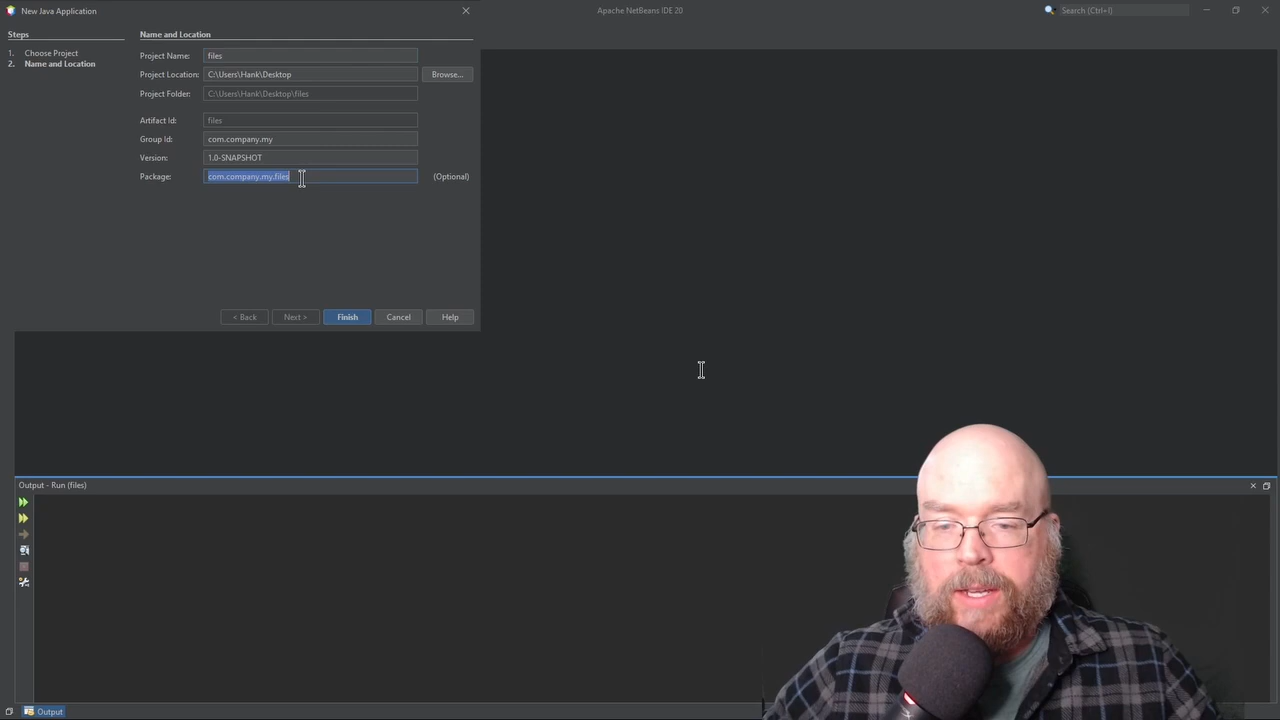 New Java Application
Apache NetBeans IDE 20
Search (Ctrl+I)
Steps
1. Choose Project
2. Name and Location
Name and Location
Project Name: files
Project Location: C:\Users\Hank\Desktop Browse...
Project Folder: C:\Users\Hank\Desktop\files
Artifact Id: files
Group Id: com.company.my
Version: 1.0-SNAPSHOT
Package: com.company.my.files (Optional)
< Back Next > Finish Cancel Help
Output - Run (files)
Output